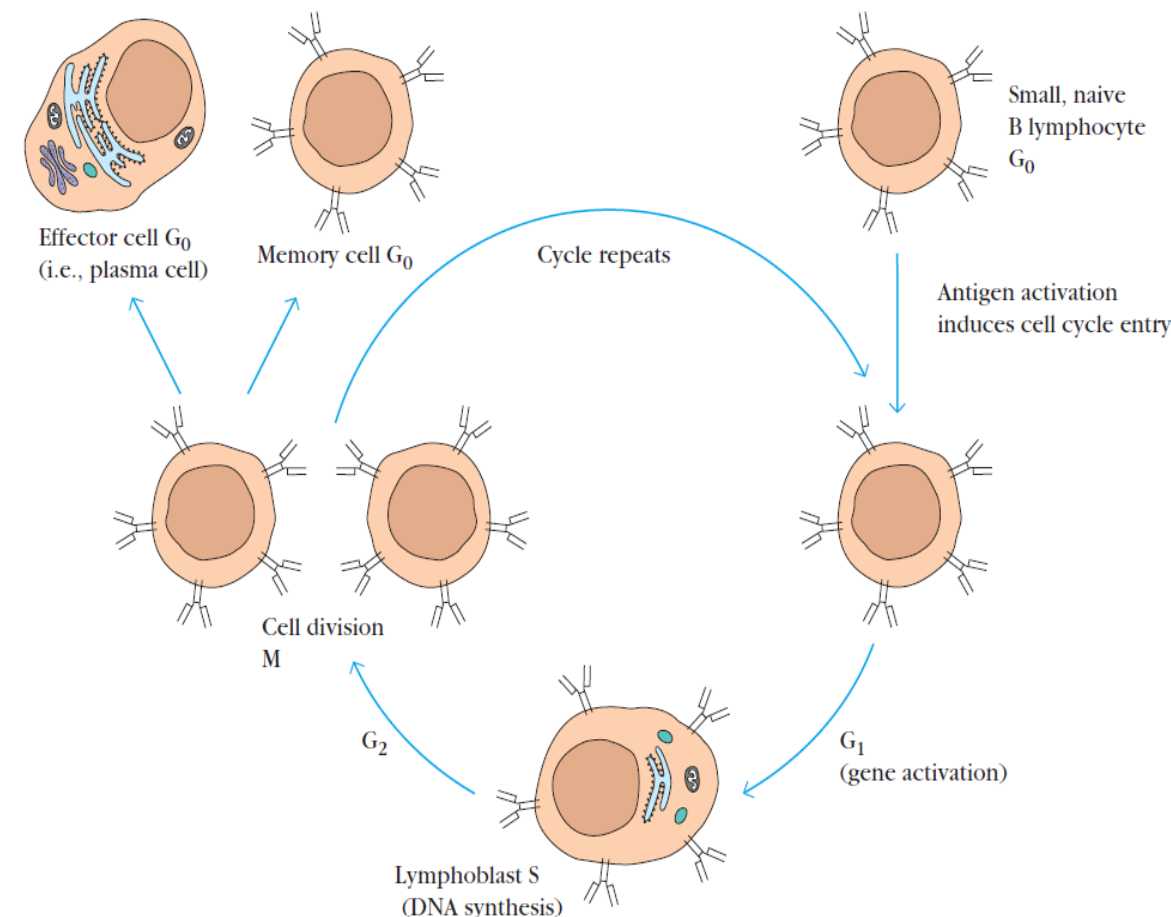 Small, naive
B lymphocyte
G₀
Effector cell G₀
(i.e., plasma cell)
Memory cell G₀
Cycle repeats
Antigen activation
induces cell cycle entry
Cell division
M
G₂
G₁
(gene activation)
Lymphoblast S
(DNA synthesis)